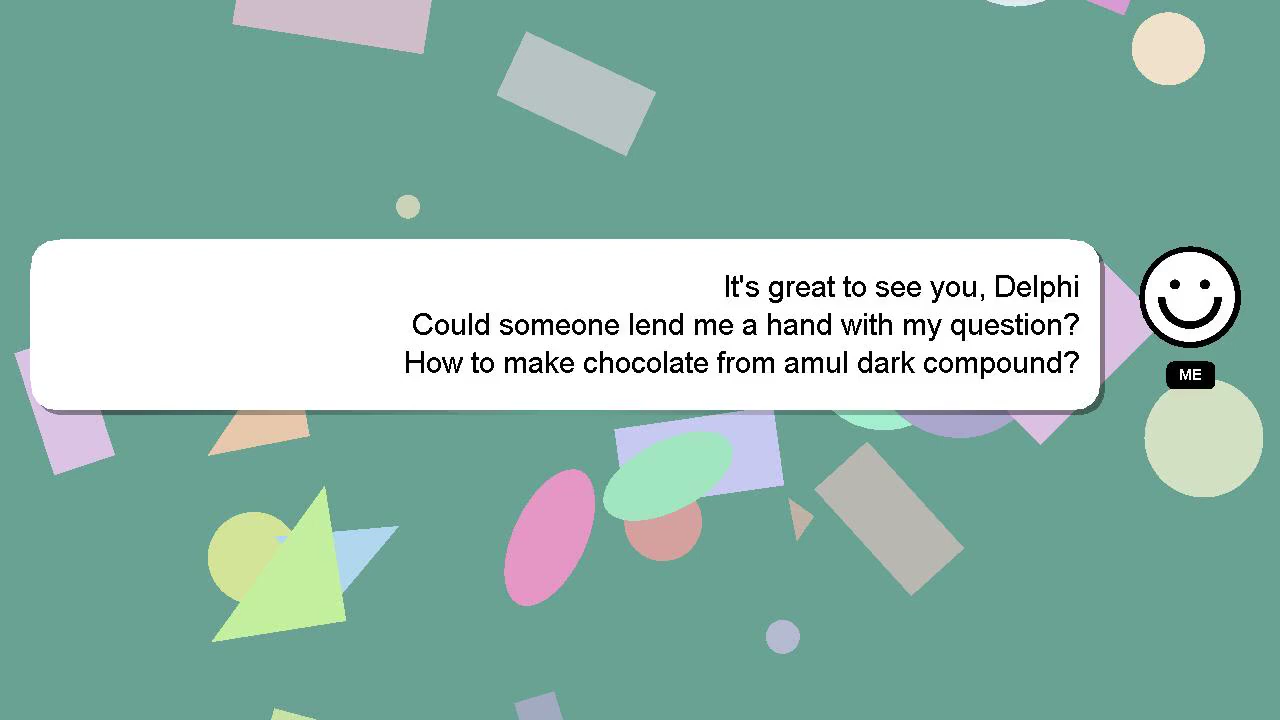 It's great to see you, Delphi
Could someone lend me a hand with my question?
How to make chocolate from amul dark compound?
ME